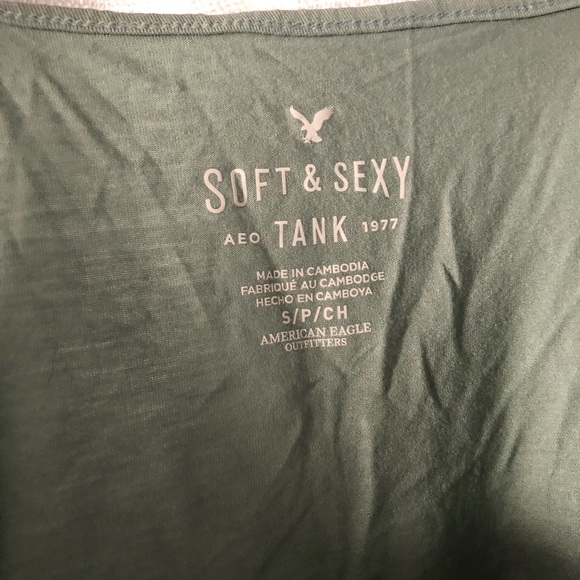 SOFT & SEXY
AEO TANK 1977
MADE IN CAMBODIA
FABRIQUÉ AU CAMBODGE
HECHO EN CAMBOYA
S/P/CH
AMERICAN EAGLE
OUTFITTERS